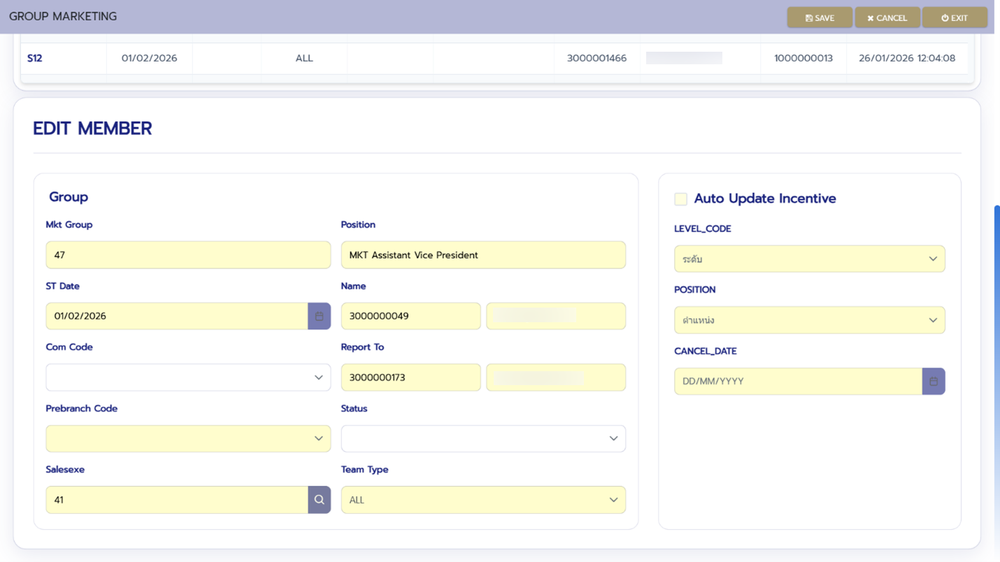 GROUP MARKETING
SAVE
CANCEL
EXIT
S12 01/02/2026 ALL 3000001466 1000000013 26/01/2026 12:04:08
EDIT MEMBER
Group
Mkt Group
47
Position
MKT Assistant Vice President
ST Date
01/02/2026
Name
3000000049
Com Code
Report To
3000000173
Prebranch Code
Status
Salesexe
41
Team Type
ALL
Auto Update Incentive
LEVEL_CODE
ระดับ
POSITION
ตำแหน่ง
CANCEL_DATE
DD/MM/YYYY